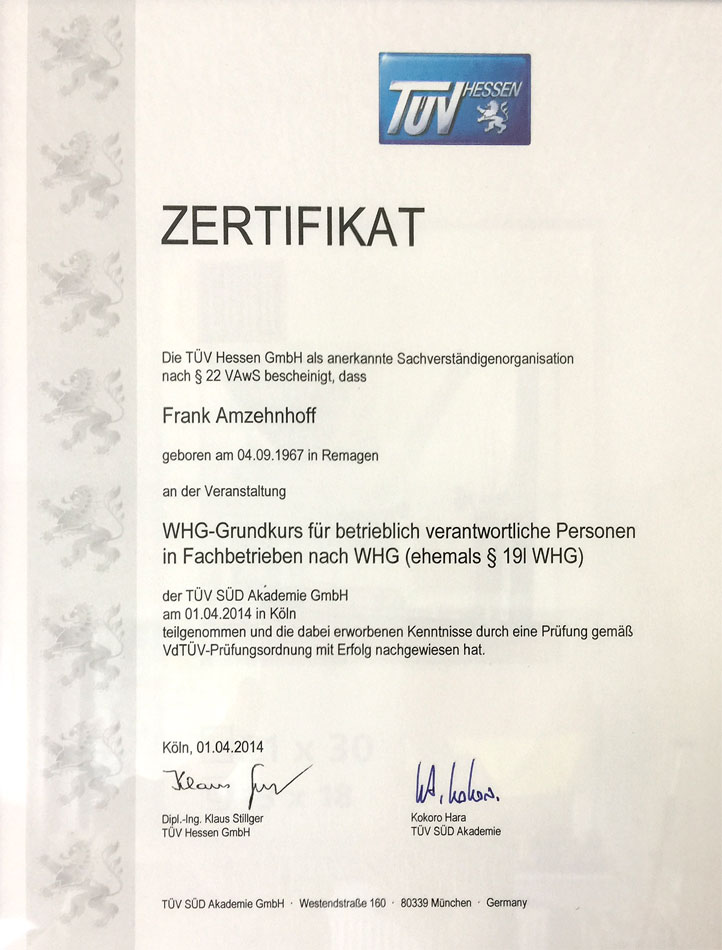 TÜV HESSEN
ZERTIFIKAT
Die TÜV Hessen GmbH als anerkannte Sachverständigenorganisation
nach § 22 VAwS bescheinigt, dass
Frank Amzehnhoff
geboren am 04.09.1967 in Remagen
an der Veranstaltung
WHG-Grundkurs für betrieblich verantwortliche Personen
in Fachbetrieben nach WHG (ehemals § 19l WHG)
der TÜV SÜD Akademie GmbH
am 01.04.2014 in Köln
teilgenommen und die dabei erworbenen Kenntnisse durch eine Prüfung gemäß
VdTÜV-Prüfungsordnung mit Erfolg nachgewiesen hat.
Köln, 01.04.2014
Klaus
Dipl.-Ing. Klaus Stillger
TÜV Hessen GmbH
Kokoro Hara
TÜV SÜD Akademie
TÜV SÜD Akademie GmbH · Westendstraße 160 · 80339 München · Germany